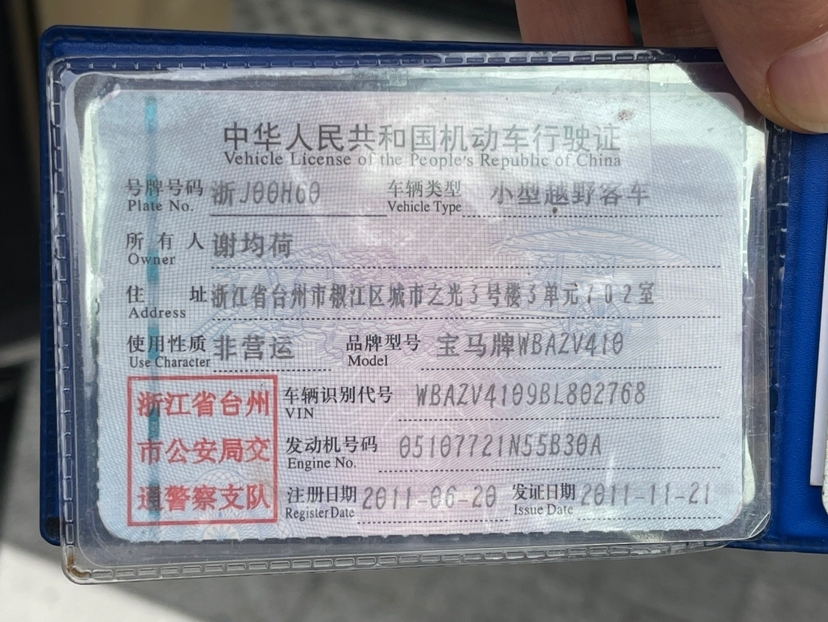 中华人民共和国机动车行驶证
Vehicle License of the People's Republic of China
号牌号码 浙J00H60 车辆类型 小型越野客车
Plate No. Vehicle Type
所有人 谢均荷
Owner
住址 浙江省台州市椒江区城市之光3号楼3单元702室
Address
使用性质 非营运 品牌型号 宝马牌WBAZV410
Use Character Model
浙江省台州
市公安局交
通警察支队
车辆识别代号 WBAZV4109BL802768
VIN
发动机号码 05107721N55B30A
Engine No.
注册日期 2011-06-20 发证日期 2011-11-21
Register Date Issue Date